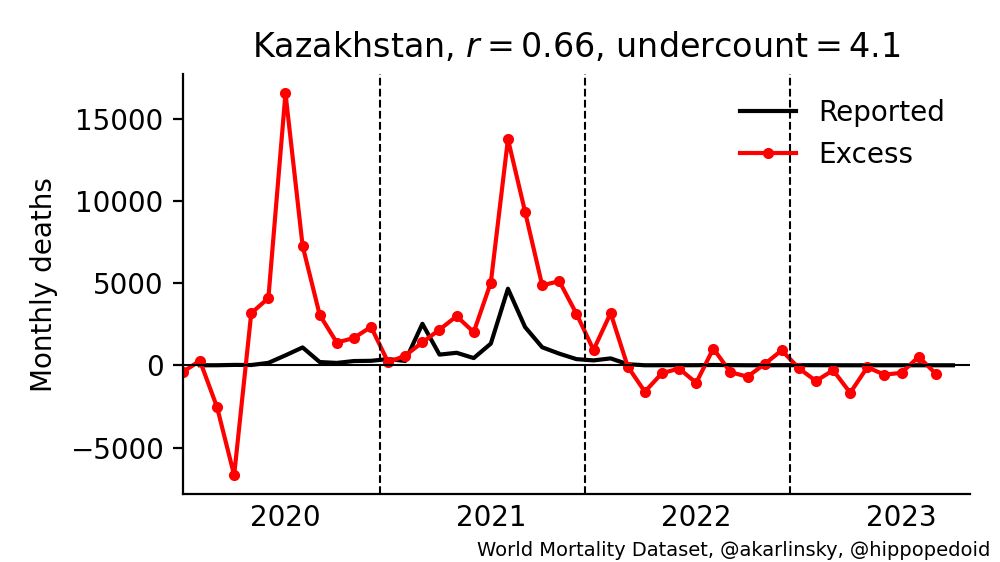 Kazakhstan, r = 0.66, undercount = 4.1
Monthly deaths
15000
10000
5000
0
−5000
Reported
Excess
2020 2021 2022 2023
World Mortality Dataset, @akarlinsky, @hippopedoid